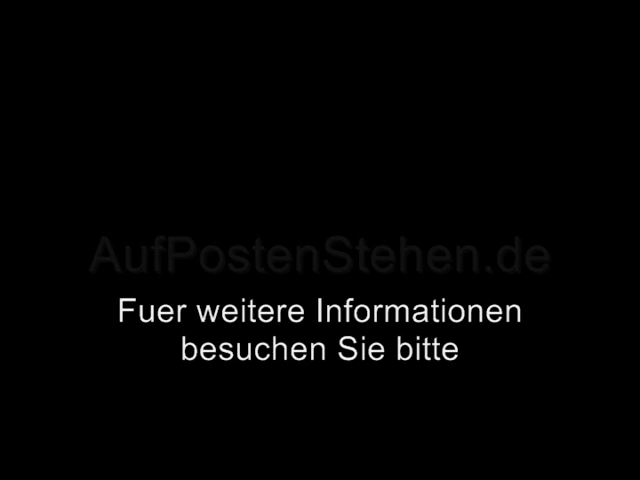 AufPostenStehen.de
Fuer weitere Informationen
besuchen Sie bitte